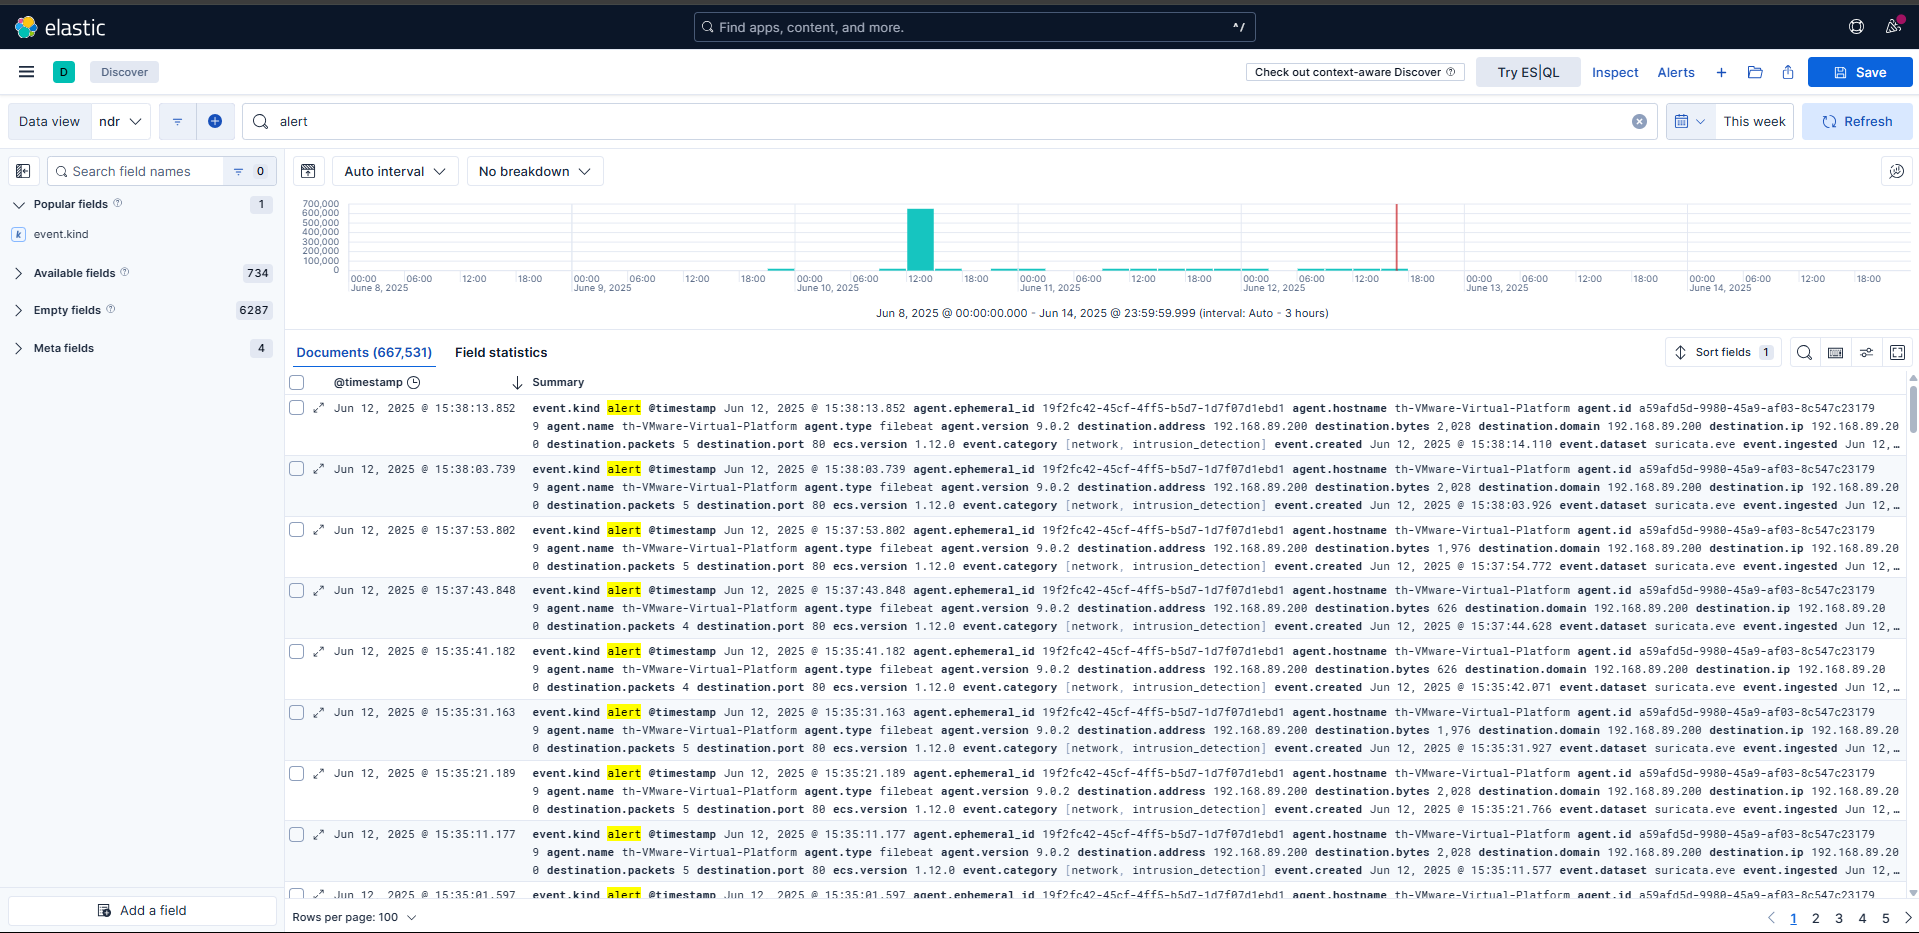 elastic
Find apps, content, and more.
^/
D
Discover
Check out context-aware Discover
Try ES|QL
Inspect
Alerts
Save
Data view
ndr
alert
This week
Refresh
Search field names
0
Auto interval
No breakdown
Popular fields
1
event.kind
Available fields
734
Empty fields
6287
Meta fields
4
700,000
600,000
500,000
400,000
300,000
200,000
100,000
0
00:00 06:00 12:00 18:00 00:00 06:00 12:00 18:00 00:00 06:00 12:00 18:00 00:00 06:00 12:00 18:00 00:00 06:00 12:00 18:00 00:00 06:00 12:00 18:00 00:00 06:00 12:00 18:00
June 8, 2025 June 9, 2025 June 10, 2025 June 11, 2025 June 12, 2025 June 13, 2025 June 14, 2025
Jun 8, 2025 @ 00:00:00.000 - Jun 14, 2025 @ 23:59:59.999 (interval: Auto - 3 hours)
Documents (667,531)
Field statistics
Sort fields 1
@timestamp
Summary
Jun 12, 2025 @ 15:38:13.852 event.kind alert @timestamp Jun 12, 2025 @ 15:38:13.852 agent.ephemeral_id 19f2fc42-45cf-4ff5-b5d7-1d7f07d1ebd1 agent.hostname th-VMware-Virtual-Platform agent.id a59afd5d-9980-45a9-af03-8c547c23179
9 agent.name th-VMware-Virtual-Platform agent.type filebeat agent.version 9.0.2 destination.address 192.168.89.200 destination.bytes 2,028 destination.domain 192.168.89.200 destination.ip 192.168.89.20
0 destination.packets 5 destination.port 80 ecs.version 1.12.0 event.category [network, intrusion_detection] event.created Jun 12, 2025 @ 15:38:14.110 event.dataset suricata.eve event.ingested Jun 12,…
Jun 12, 2025 @ 15:38:03.739 event.kind alert @timestamp Jun 12, 2025 @ 15:38:03.739 agent.ephemeral_id 19f2fc42-45cf-4ff5-b5d7-1d7f07d1ebd1 agent.hostname th-VMware-Virtual-Platform agent.id a59afd5d-9980-45a9-af03-8c547c23179
9 agent.name th-VMware-Virtual-Platform agent.type filebeat agent.version 9.0.2 destination.address 192.168.89.200 destination.bytes 2,028 destination.domain 192.168.89.200 destination.ip 192.168.89.20
0 destination.packets 5 destination.port 80 ecs.version 1.12.0 event.category [network, intrusion_detection] event.created Jun 12, 2025 @ 15:38:03.926 event.dataset suricata.eve event.ingested Jun 12,…
Jun 12, 2025 @ 15:37:53.802 event.kind alert @timestamp Jun 12, 2025 @ 15:37:53.802 agent.ephemeral_id 19f2fc42-45cf-4ff5-b5d7-1d7f07d1ebd1 agent.hostname th-VMware-Virtual-Platform agent.id a59afd5d-9980-45a9-af03-8c547c23179
9 agent.name th-VMware-Virtual-Platform agent.type filebeat agent.version 9.0.2 destination.address 192.168.89.200 destination.bytes 1,976 destination.domain 192.168.89.200 destination.ip 192.168.89.20
0 destination.packets 5 destination.port 80 ecs.version 1.12.0 event.category [network, intrusion_detection] event.created Jun 12, 2025 @ 15:37:54.772 event.dataset suricata.eve event.ingested Jun 12,…
Jun 12, 2025 @ 15:37:43.848 event.kind alert @timestamp Jun 12, 2025 @ 15:37:43.848 agent.ephemeral_id 19f2fc42-45cf-4ff5-b5d7-1d7f07d1ebd1 agent.hostname th-VMware-Virtual-Platform agent.id a59afd5d-9980-45a9-af03-8c547c23179
9 agent.name th-VMware-Virtual-Platform agent.type filebeat agent.version 9.0.2 destination.address 192.168.89.200 destination.bytes 626 destination.domain 192.168.89.200 destination.ip 192.168.89.20
0 destination.packets 4 destination.port 80 ecs.version 1.12.0 event.category [network, intrusion_detection] event.created Jun 12, 2025 @ 15:37:44.628 event.dataset suricata.eve event.ingested Jun 12,…
Jun 12, 2025 @ 15:35:41.182 event.kind alert @timestamp Jun 12, 2025 @ 15:35:41.182 agent.ephemeral_id 19f2fc42-45cf-4ff5-b5d7-1d7f07d1ebd1 agent.hostname th-VMware-Virtual-Platform agent.id a59afd5d-9980-45a9-af03-8c547c23179
9 agent.name th-VMware-Virtual-Platform agent.type filebeat agent.version 9.0.2 destination.address 192.168.89.200 destination.bytes 626 destination.domain 192.168.89.200 destination.ip 192.168.89.20
0 destination.packets 4 destination.port 80 ecs.version 1.12.0 event.category [network, intrusion_detection] event.created Jun 12, 2025 @ 15:35:42.071 event.dataset suricata.eve event.ingested Jun 12,…
Jun 12, 2025 @ 15:35:31.163 event.kind alert @timestamp Jun 12, 2025 @ 15:35:31.163 agent.ephemeral_id 19f2fc42-45cf-4ff5-b5d7-1d7f07d1ebd1 agent.hostname th-VMware-Virtual-Platform agent.id a59afd5d-9980-45a9-af03-8c547c23179
9 agent.name th-VMware-Virtual-Platform agent.type filebeat agent.version 9.0.2 destination.address 192.168.89.200 destination.bytes 1,976 destination.domain 192.168.89.200 destination.ip 192.168.89.20
0 destination.packets 5 destination.port 80 ecs.version 1.12.0 event.category [network, intrusion_detection] event.created Jun 12, 2025 @ 15:35:31.927 event.dataset suricata.eve event.ingested Jun 12,…
Jun 12, 2025 @ 15:35:21.189 event.kind alert @timestamp Jun 12, 2025 @ 15:35:21.189 agent.ephemeral_id 19f2fc42-45cf-4ff5-b5d7-1d7f07d1ebd1 agent.hostname th-VMware-Virtual-Platform agent.id a59afd5d-9980-45a9-af03-8c547c23179
9 agent.name th-VMware-Virtual-Platform agent.type filebeat agent.version 9.0.2 destination.address 192.168.89.200 destination.bytes 2,028 destination.domain 192.168.89.200 destination.ip 192.168.89.20
0 destination.packets 5 destination.port 80 ecs.version 1.12.0 event.category [network, intrusion_detection] event.created Jun 12, 2025 @ 15:35:21.766 event.dataset suricata.eve event.ingested Jun 12,…
Jun 12, 2025 @ 15:35:11.177 event.kind alert @timestamp Jun 12, 2025 @ 15:35:11.177 agent.ephemeral_id 19f2fc42-45cf-4ff5-b5d7-1d7f07d1ebd1 agent.hostname th-VMware-Virtual-Platform agent.id a59afd5d-9980-45a9-af03-8c547c23179
9 agent.name th-VMware-Virtual-Platform agent.type filebeat agent.version 9.0.2 destination.address 192.168.89.200 destination.bytes 2,028 destination.domain 192.168.89.200 destination.ip 192.168.89.20
0 destination.packets 5 destination.port 80 ecs.version 1.12.0 event.category [network, intrusion_detection] event.created Jun 12, 2025 @ 15:35:11.577 event.dataset suricata.eve event.ingested Jun 12,…
Jun 12, 2025 @ 15:35:01.597 event.kind alert @timestamp Jun 12, 2025 @ 15:35:01.597 agent.ephemeral_id 19f2fc42-45cf-4ff5-b5d7-1d7f07d1ebd1 agent.hostname th-VMware-Virtual-Platform agent.id a59afd5d-9980-45a9-af03-8c547c23179
Add a field
Rows per page: 100
1 2 3 4 5